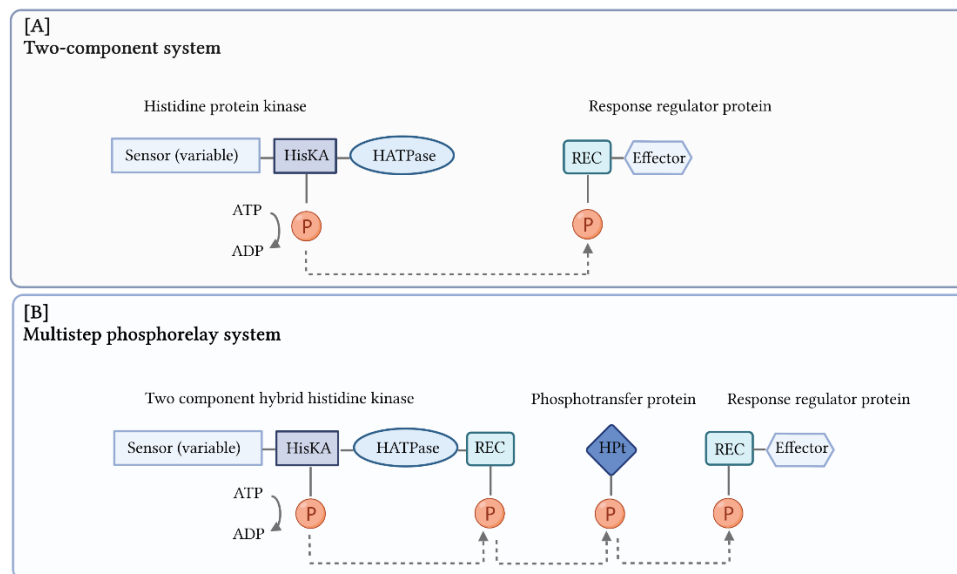 [A]
Two-component system
Histidine protein kinase
Response regulator protein
Sensor (variable)
HisKA
HATPase
REC
Effector
ATP
ADP
P
P
[B]
Multistep phosphorelay system
Two component hybrid histidine kinase
Phosphotransfer protein
Response regulator protein
Sensor (variable)
HisKA
HATPase
REC
HPt
REC
Effector
ATP
ADP
P
P
P
P